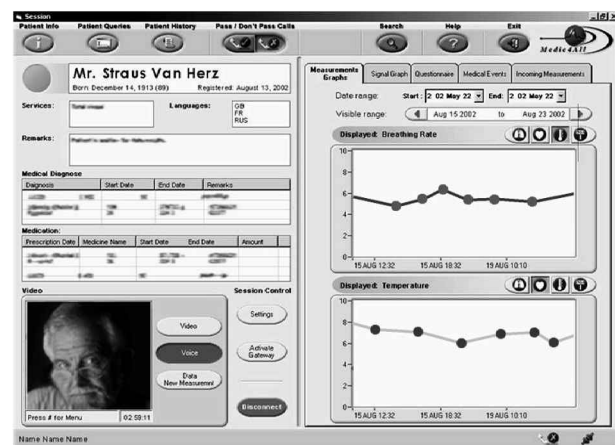 Session
Patient Info Patient Queries Patient History Pass / Don't Pass Calls Search Help Exit
Medic4All
Mr. Straus Van Herz
Born: December 14, 1913 (89) Registered: August 13, 2002
Services:
Languages: GB
FR
RUS
Remarks:
Medical Diagnose
Daignosis Start Date End Date Remarks
Medication:
Prescription Date Medicine Name Start Date End Date Amount
Video
Session Control
Video
Voice
Data
New Measuremnt
Settings
Activate
Gateway
Disconnect
Press # for Menu 02:59:11
Name Name Name
Measurements
Graphs
Signal Graph
Questionnaire
Medical Events
Incoming Measurements
Date range: Start: 2 02 May 22 End: 2 02 May 22
Visible range: Aug 15 2002 to Aug 23 2002
Displayed: Breathing Rate
10-
8-
6-
4-
2-
15 AUG 12:32 15 AUG 18:32 19 AUG 10:10
Displayed: Temperature
10-
8-
6-
4-
2-
0-
15 AUG 12:32 15 AUG 18:32 19 AUG 10:10